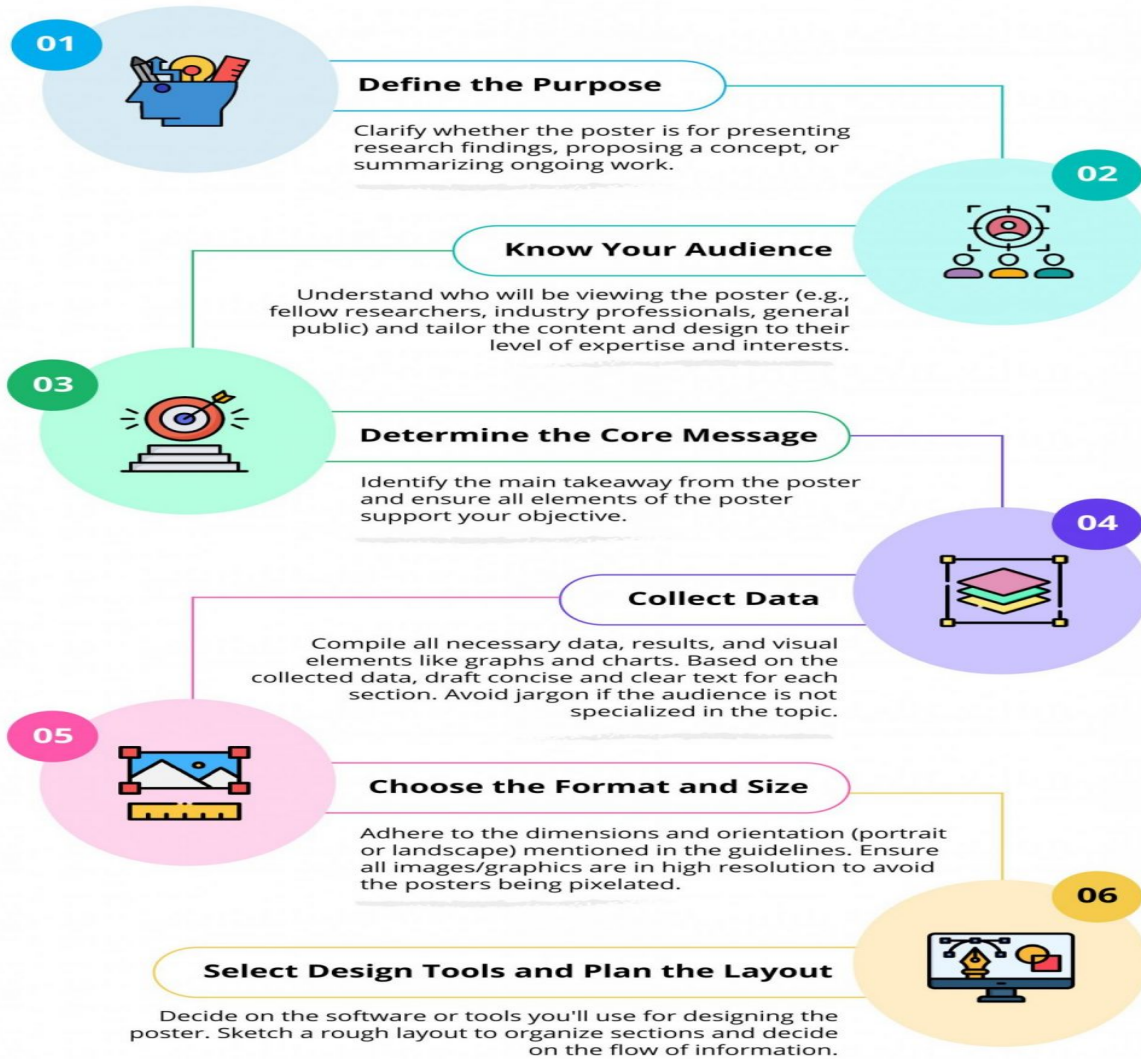 01
Define the Purpose
Clarify whether the poster is for presenting
research findings, proposing a concept, or
summarizing ongoing work.
02
Know Your Audience
Understand who will be viewing the poster (e.g.,
fellow researchers, industry professionals, general
public) and tailor the content and design to their
level of expertise and interests.
03
Determine the Core Message
Identify the main takeaway from the poster
and ensure all elements of the poster
support your objective.
04
Collect Data
Compile all necessary data, results, and visual
elements like graphs and charts. Based on the
collected data, draft concise and clear text for each
section. Avoid jargon if the audience is not
specialized in the topic.
05
Choose the Format and Size
Adhere to the dimensions and orientation (portrait
or landscape) mentioned in the guidelines. Ensure
all images/graphics are in high resolution to avoid
the posters being pixelated.
06
Select Design Tools and Plan the Layout
Decide on the software or tools you'll use for designing the
poster. Sketch a rough layout to organize sections and decide
on the flow of information.